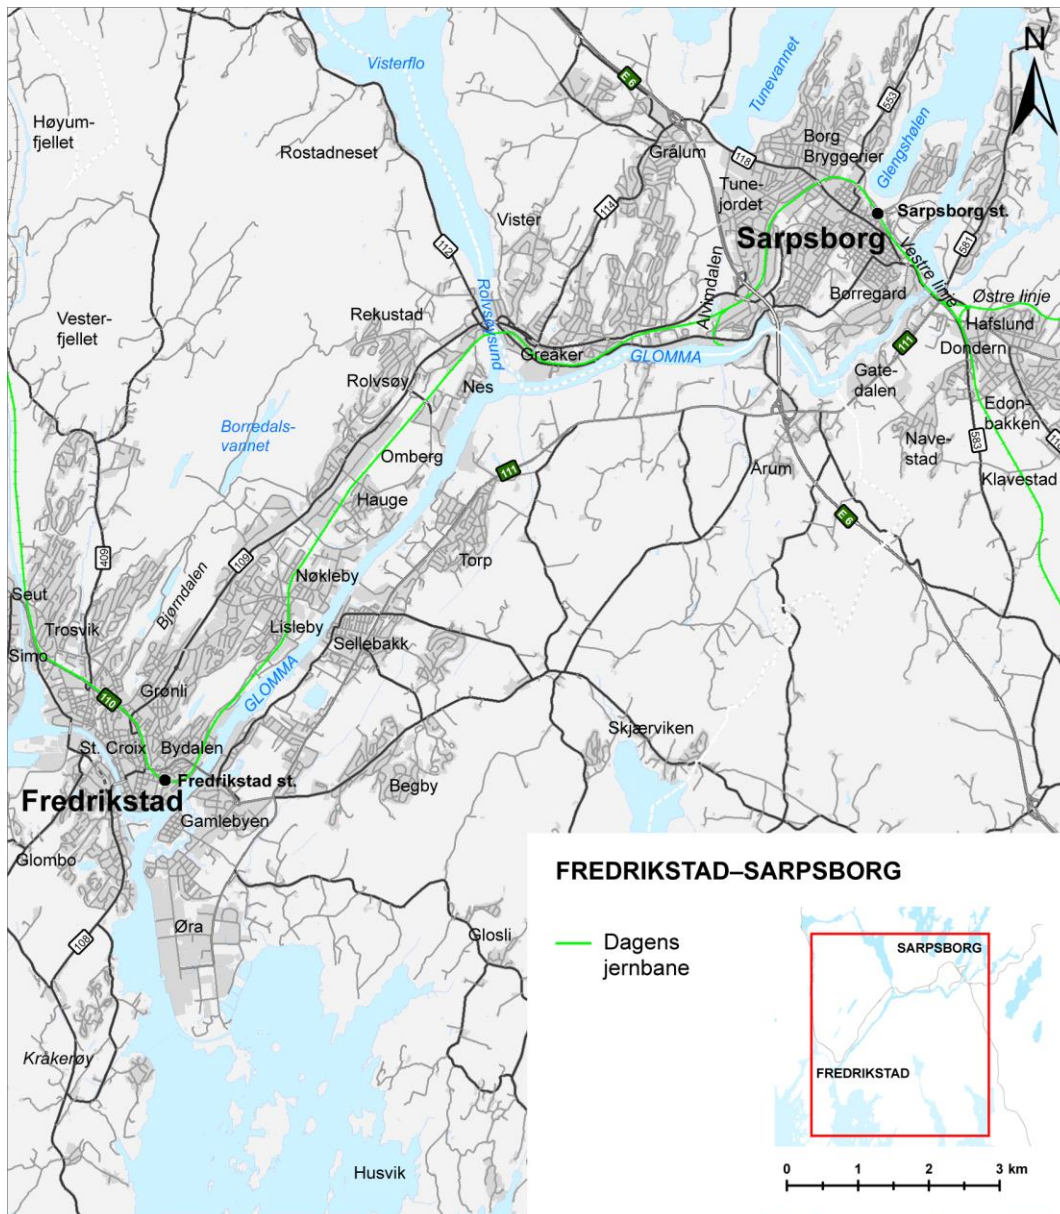 N
Visterflo
E 6
Tunevannet
553
Høyum-
fjellet
Rostadneset
Grålum
118
Borg
Bryggerier
Glengshølen
Tune-
jordet
114
Vister
Sarpsborg st.
Sarpsborg
112
581
Vestre linje
Alvimdalen
Borregard
Østre linje
Rolvsøysund
Rekustad
Vester-
fjellet
Hafslund
Greaker
GLOMMA
111
Dondern
Rolvsøy
Nes
Gate-
dalen
Edon-
bakken
Borredals-
vannet
Nave-
stad
583
Omberg
111
Arum
Klavestad
Hauge
E 6
409
109
Torp
Bjørndalen
Nøkleby
Seut
Trosvik
Lisleby
Sellebakk
Simo
GLOMMA
110
Grønli
Skjærviken
St. Croix
Bydalen
Fredrikstad st.
Begby
Fredrikstad
Gamlebyen
Glombo
Øra
108
Glosli
Kråkerøy
Husvik
FREDRIKSTAD–SARPSBORG
Dagens
jernbane
SARPSBORG
FREDRIKSTAD
0 1 2 3 km